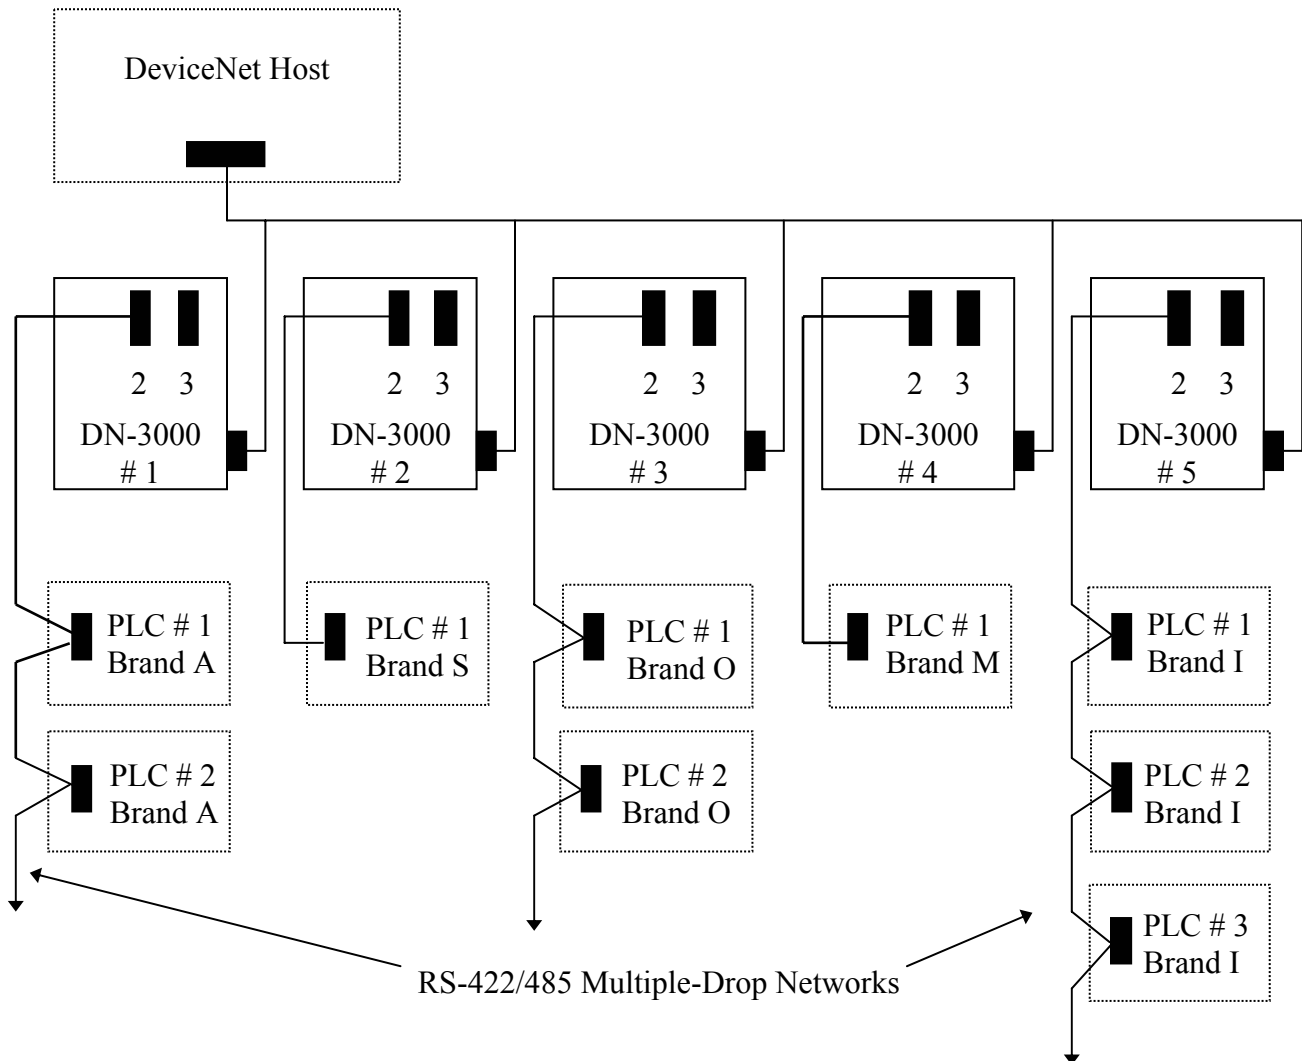 DeviceNet Host
2 3
DN-3000
# 1
2 3
DN-3000
# 2
2 3
DN-3000
# 3
2 3
DN-3000
# 4
2 3
DN-3000
# 5
PLC # 1
Brand A
PLC # 1
Brand S
PLC # 1
Brand O
PLC # 1
Brand M
PLC # 1
Brand I
PLC # 2
Brand A
PLC # 2
Brand O
PLC # 2
Brand I
PLC # 3
Brand I
RS-422/485 Multiple-Drop Networks